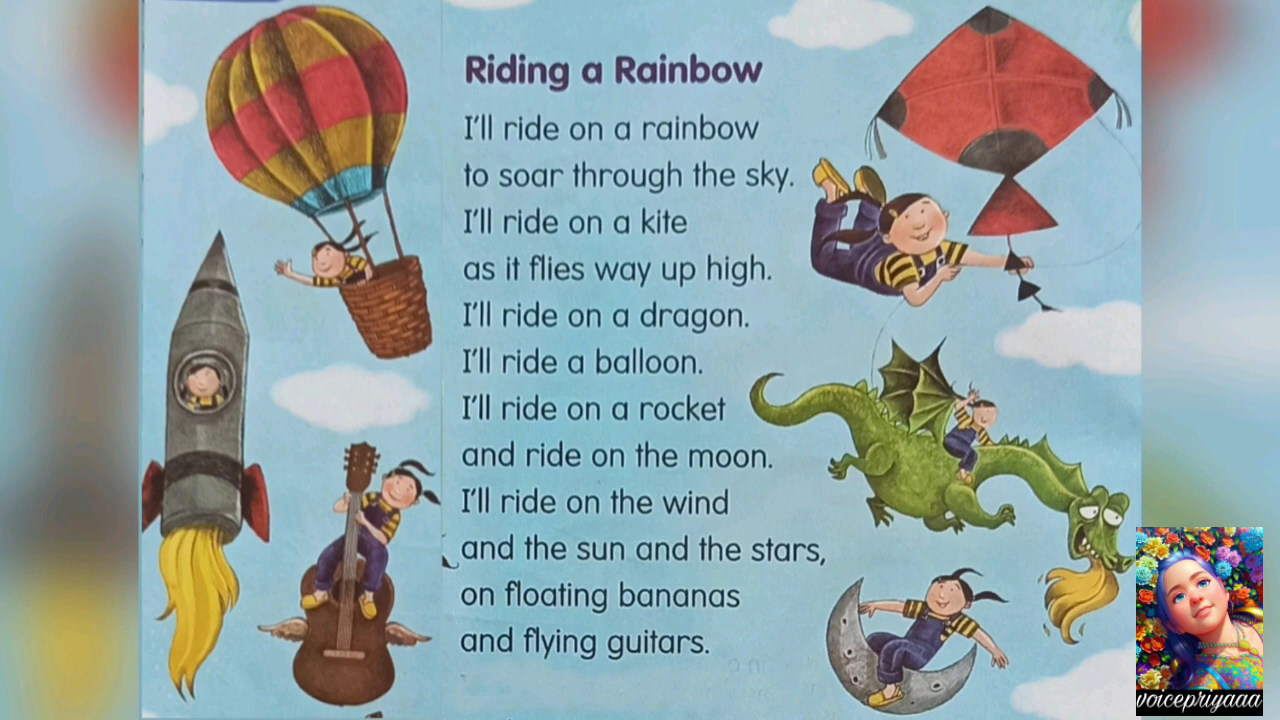 Riding a Rainbow
I'll ride on a rainbow
to soar through the sky.
I'll ride on a kite
as it flies way up high.
I'll ride on a dragon.
I'll ride a balloon.
I'll ride on a rocket
and ride on the moon.
I'll ride on the wind
and the sun and the stars,
on floating bananas
and flying guitars.
voicepriyaaa